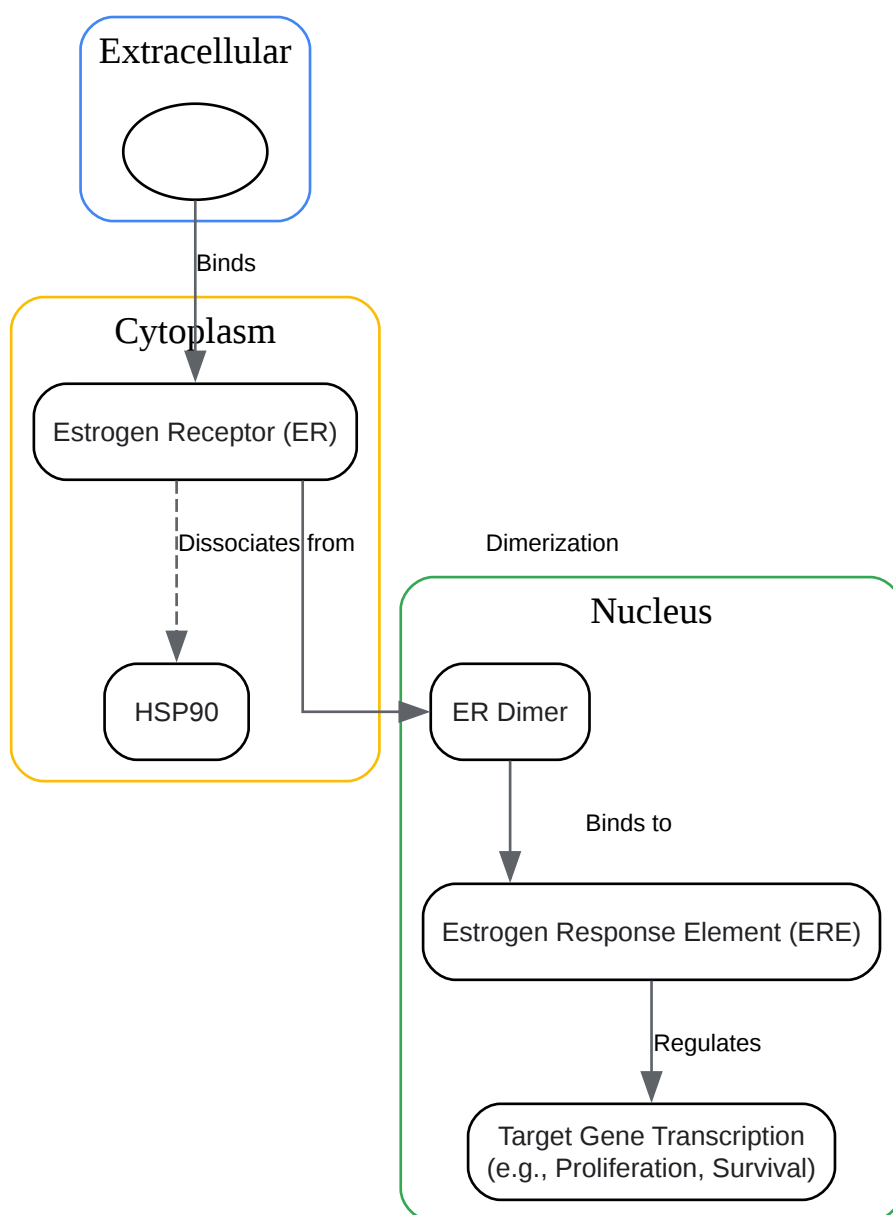 Extracellular
Binds
Cytoplasm
Estrogen Receptor (ER)
Dissociates from
Dimerization
Nucleus
HSP90
ER Dimer
Binds to
Estrogen Response Element (ERE)
Regulates
Target Gene Transcription
(e.g., Proliferation, Survival)